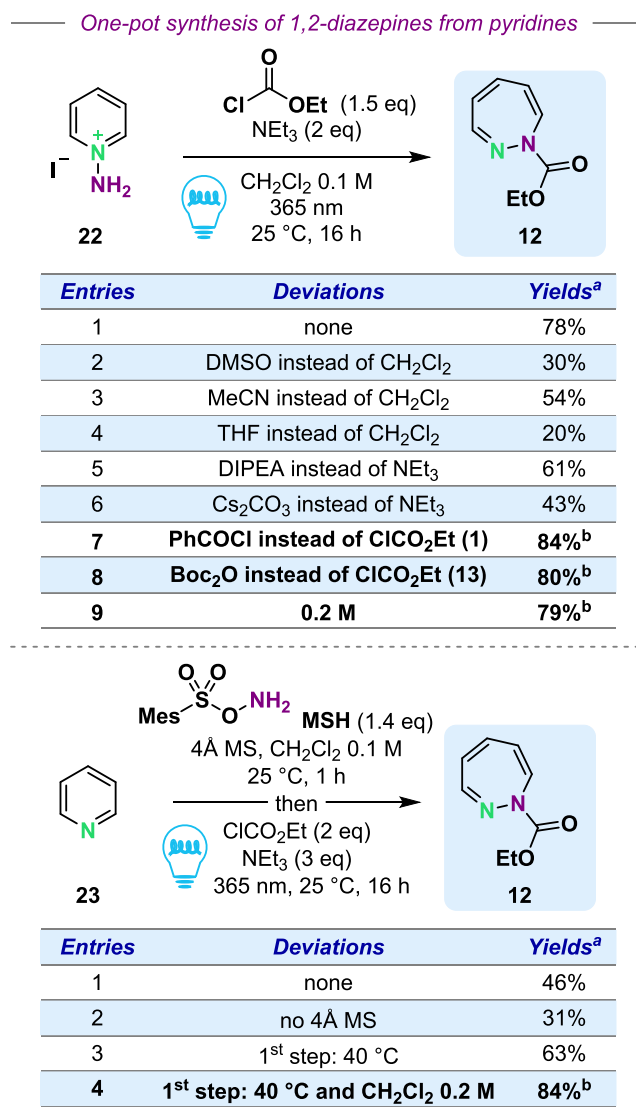 One-pot synthesis of 1,2-diazepines from pyridines
O
Cl OEt (1.5 eq)
NEt₃ (2 eq)
N
+
I⁻
NH₂
22
CH₂Cl₂ 0.1 M
365 nm
25 °C, 16 h
N N
O
EtO
12
Entries Deviations Yieldsᵃ
1 none 78%
2 DMSO instead of CH₂Cl₂ 30%
3 MeCN instead of CH₂Cl₂ 54%
4 THF instead of CH₂Cl₂ 20%
5 DIPEA instead of NEt₃ 61%
6 Cs₂CO₃ instead of NEt₃ 43%
7 PhCOCl instead of ClCO₂Et (1) 84%ᵇ
8 Boc₂O instead of ClCO₂Et (13) 80%ᵇ
9 0.2 M 79%ᵇ
O O
S NH₂
Mes O MSH (1.4 eq)
4Å MS, CH₂Cl₂ 0.1 M
25 °C, 1 h
then
ClCO₂Et (2 eq)
NEt₃ (3 eq)
365 nm, 25 °C, 16 h
N
23
N N
O
EtO
12
Entries Deviations Yieldsᵃ
1 none 46%
2 no 4Å MS 31%
3 1ˢᵗ step: 40 °C 63%
4 1ˢᵗ step: 40 °C and CH₂Cl₂ 0.2 M 84%ᵇ